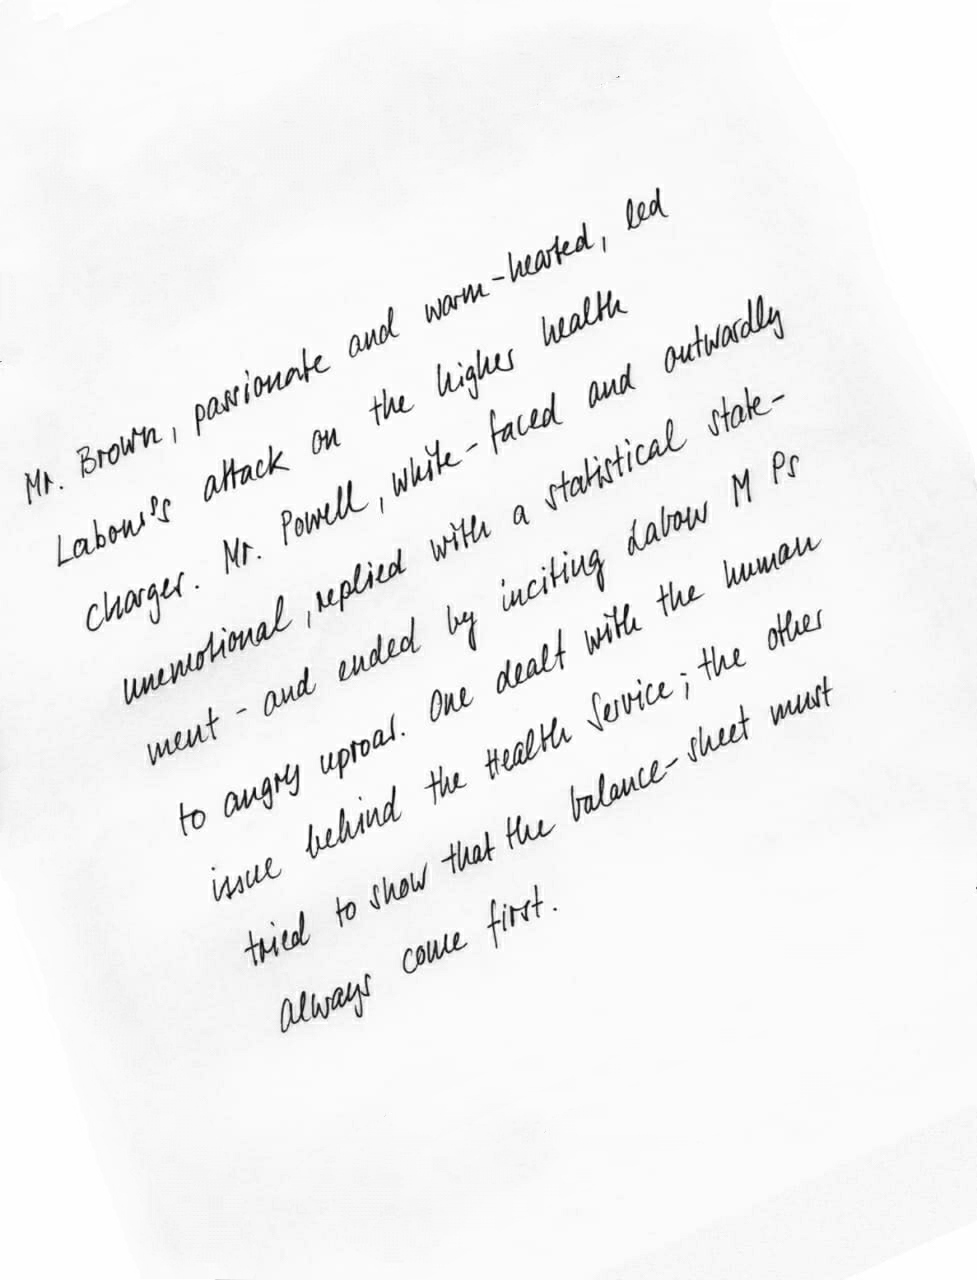 Mr. Brown, passionate and warm-hearted, led
Labour's attack on the higher health
charges. Mr. Powell, white-faced and outwardly
unemotional, replied with a statistical state-
ment - and ended by inciting Labour M Ps
to angry uproar. One dealt with the human
issue behind the Health Service; the other
tried to show that the balance-sheet must
always come first.